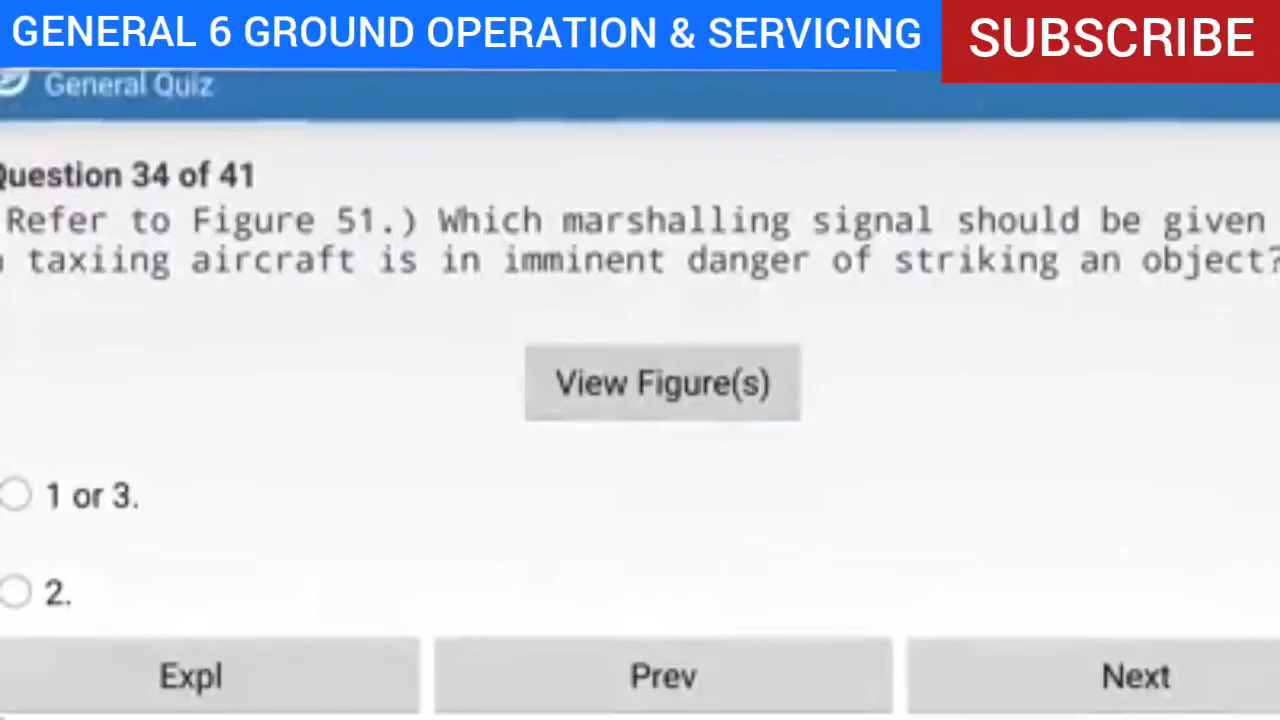 GENERAL 6 GROUND OPERATION & SERVICING
SUBSCRIBE
General Quiz
Question 34 of 41
Refer to Figure 51.) Which marshalling signal should be given
taxiing aircraft is in imminent danger of striking an object?
View Figure(s)
1 or 3.
2.
Expl
Prev
Next